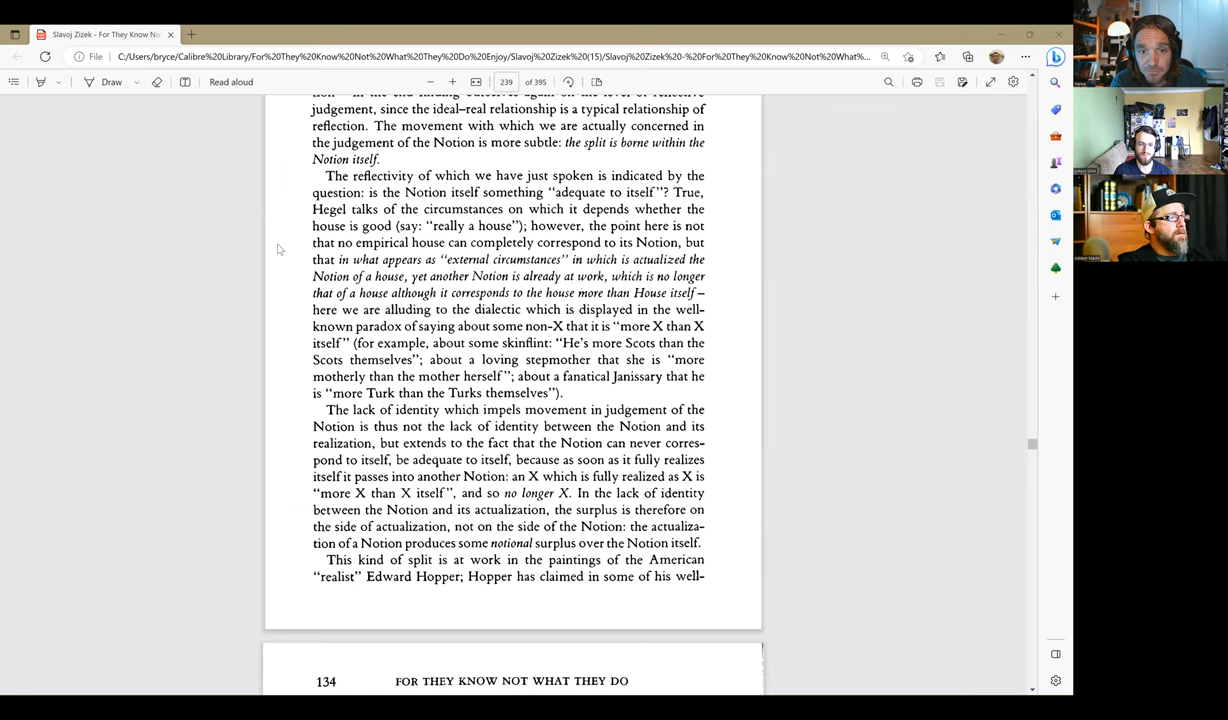 Slavoj Zizek - For They Know Not
File
C:/Users/bryce/Calibre%20Library/For%20They%20Know%20Not%20What%20They%20Do%20Enjoy/Slavoj%20Zizek%20(15)/Slavoj%20Zizek%20-%20For%20They%20Know%20Not%20What%...
Draw
Read aloud
239 of 395
judgement, since the ideal–real relationship is a typical relationship of
reflection. The movement with which we are actually concerned in
the judgement of the Notion is more subtle: the split is borne within the
Notion itself.
The reflectivity of which we have just spoken is indicated by the
question: is the Notion itself something “adequate to itself”? True,
Hegel talks of the circumstances on which it depends whether the
house is good (say: “really a house”); however, the point here is not
that no empirical house can completely correspond to its Notion, but
that in what appears as “external circumstances” in which is actualized the
Notion of a house, yet another Notion is already at work, which is no longer
that of a house although it corresponds to the house more than House itself –
here we are alluding to the dialectic which is displayed in the well-
known paradox of saying about some non-X that it is “more X than X
itself” (for example, about some skinflint: “He’s more Scots than the
Scots themselves”; about a loving stepmother that she is “more
motherly than the mother herself”; about a fanatical Janissary that he
is “more Turk than the Turks themselves”).
The lack of identity which impels movement in judgement of the
Notion is thus not the lack of identity between the Notion and its
realization, but extends to the fact that the Notion can never corres-
pond to itself, be adequate to itself, because as soon as it fully realizes
itself it passes into another Notion: an X which is fully realized as X is
“more X than X itself”, and so no longer X. In the lack of identity
between the Notion and its actualization, the surplus is therefore on
the side of actualization, not on the side of the Notion: the actualiza-
tion of a Notion produces some notional surplus over the Notion itself.
This kind of split is at work in the paintings of the American
“realist” Edward Hopper; Hopper has claimed in some of his well-
134 FOR THEY KNOW NOT WHAT THEY DO